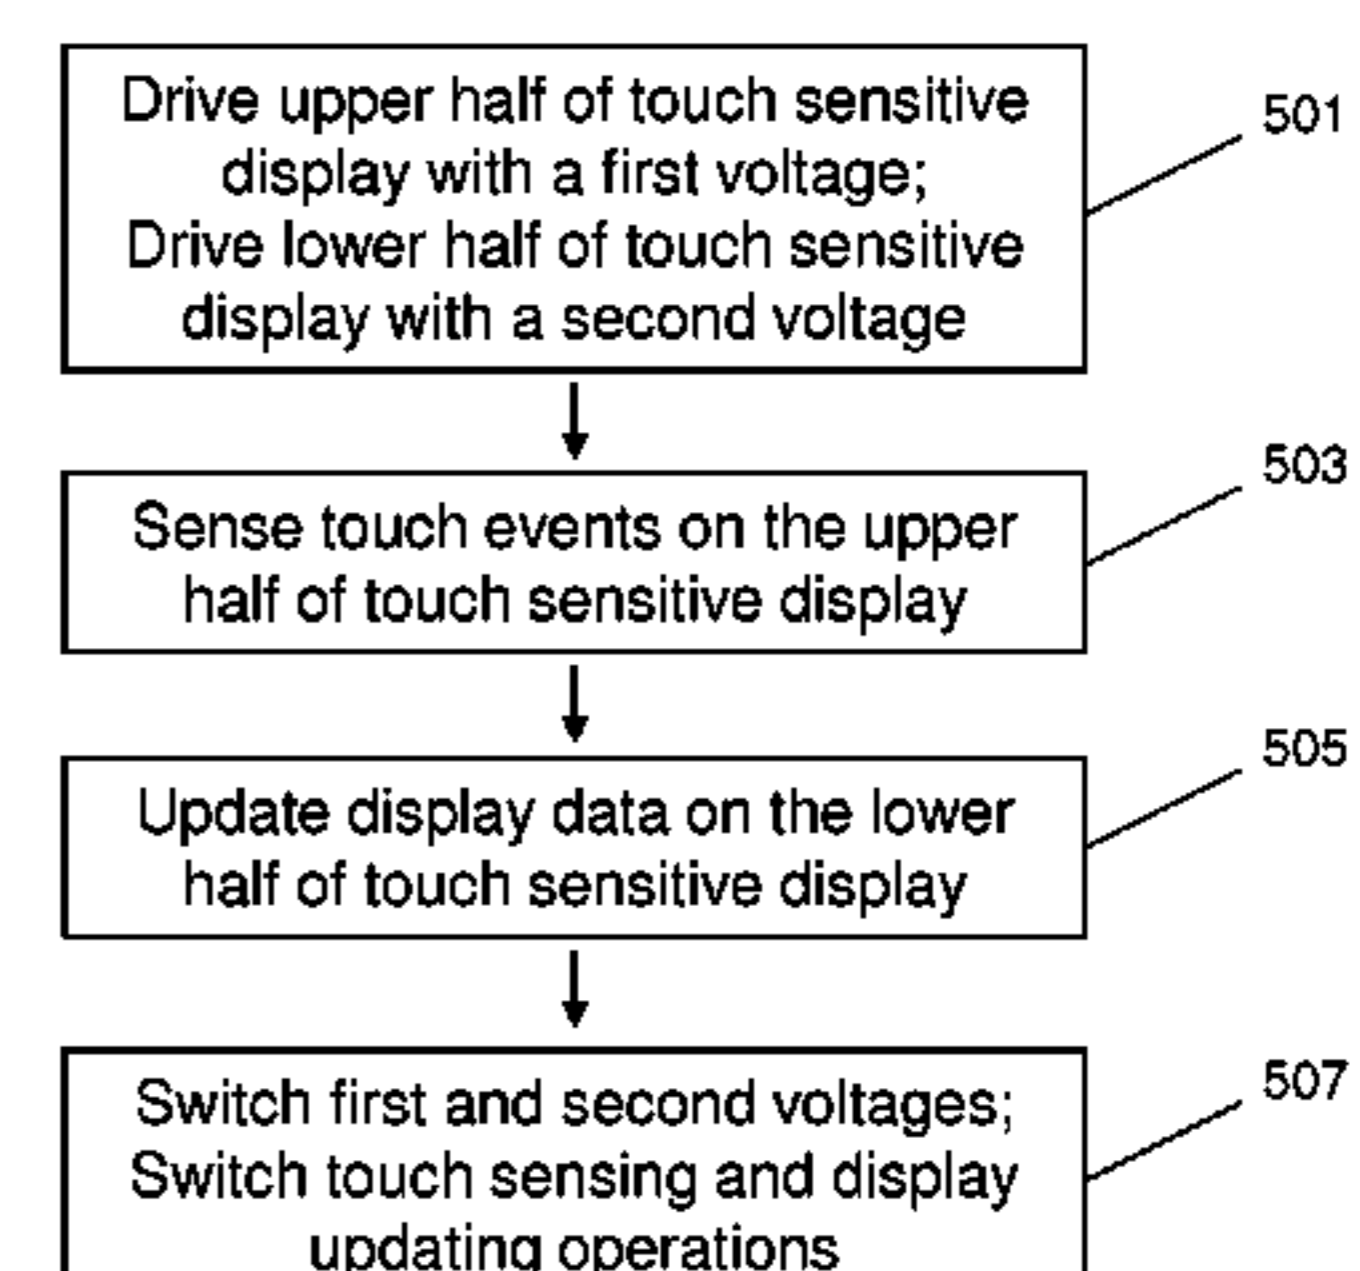 Drive upper half of touch sensitive
display with a first voltage;
Drive lower half of touch sensitive
display with a second voltage
501
Sense touch events on the upper
half of touch sensitive display
503
Update display data on the lower
half of touch sensitive display
505
Switch first and second voltages;
Switch touch sensing and display
updating operations
507